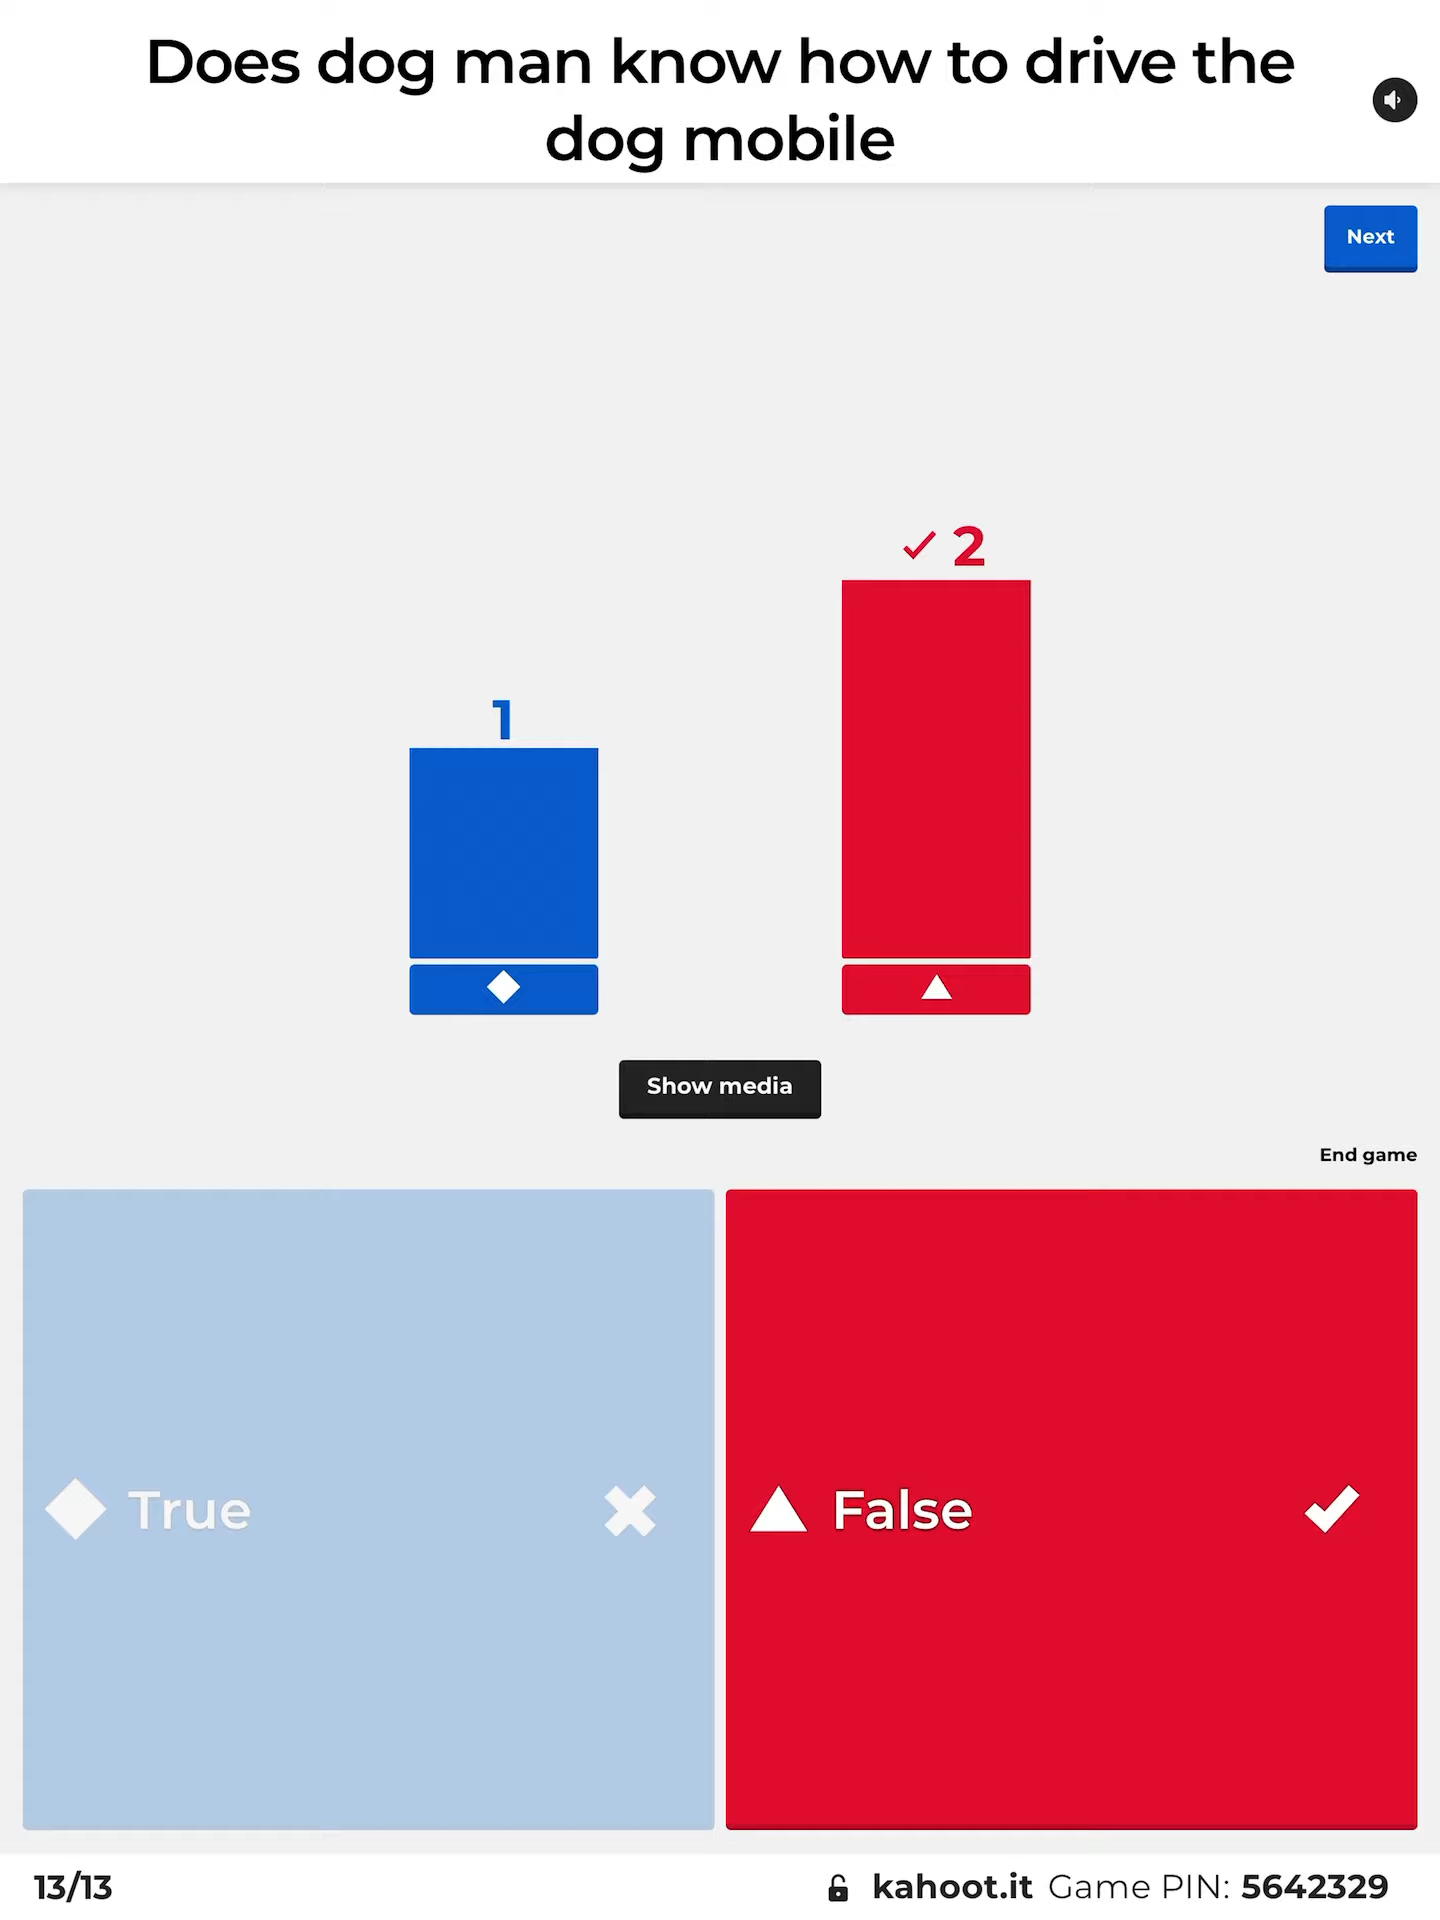 Does dog man know how to drive the
dog mobile
Next
2
1
Show media
End game
True
False
13/13
kahoot.it Game PIN: 5642329